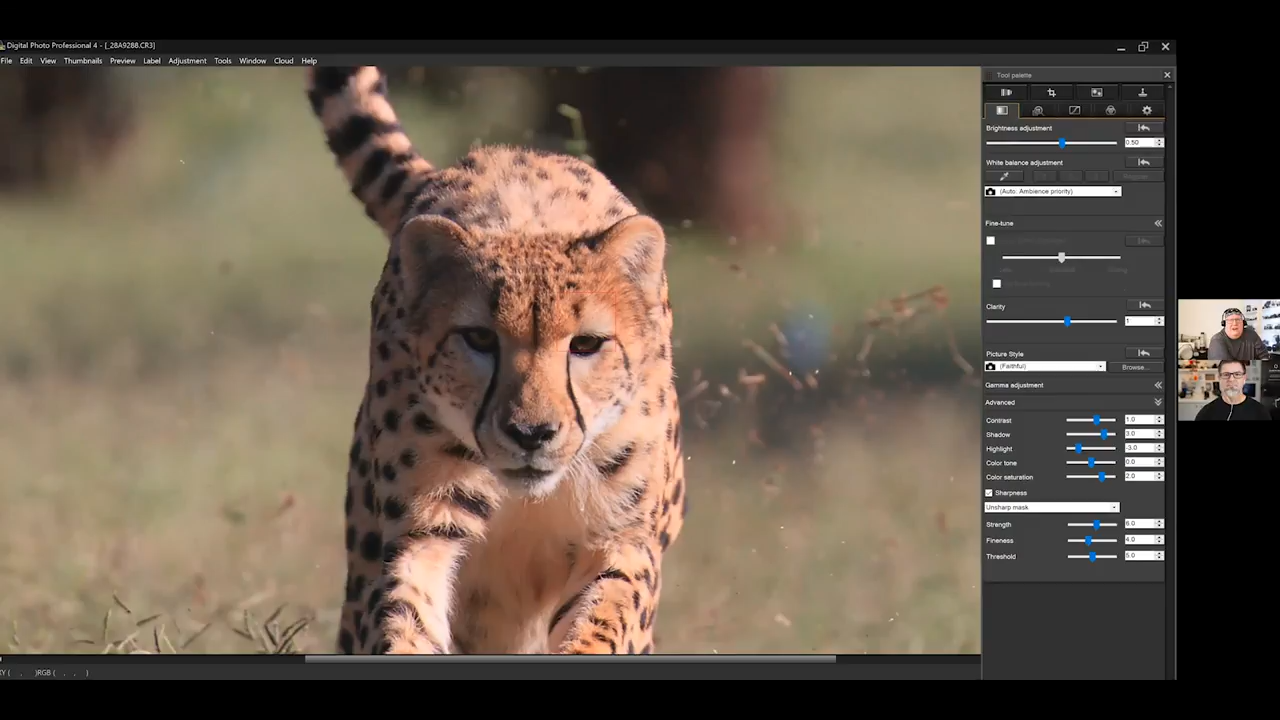 Digital Photo Professional 4 - [_28A9288.CR3]
File Edit View Thumbnails Preview Label Adjustment Tools Window Cloud Help
Tool palette
Brightness adjustment
0.50
White balance adjustment
(Auto: Ambience priority)
Fine-tune
Clarity
1
Picture Style
(Faithful) Browse...
Gamma adjustment
Advanced
Contrast 1.0
Shadow 3.0
Highlight -3.0
Color tone 0.0
Color saturation 2.0
Sharpness
Unsharp mask
Strength 6.0
Fineness 4.0
Threshold 5.0
XY ( , )RGB ( , , )